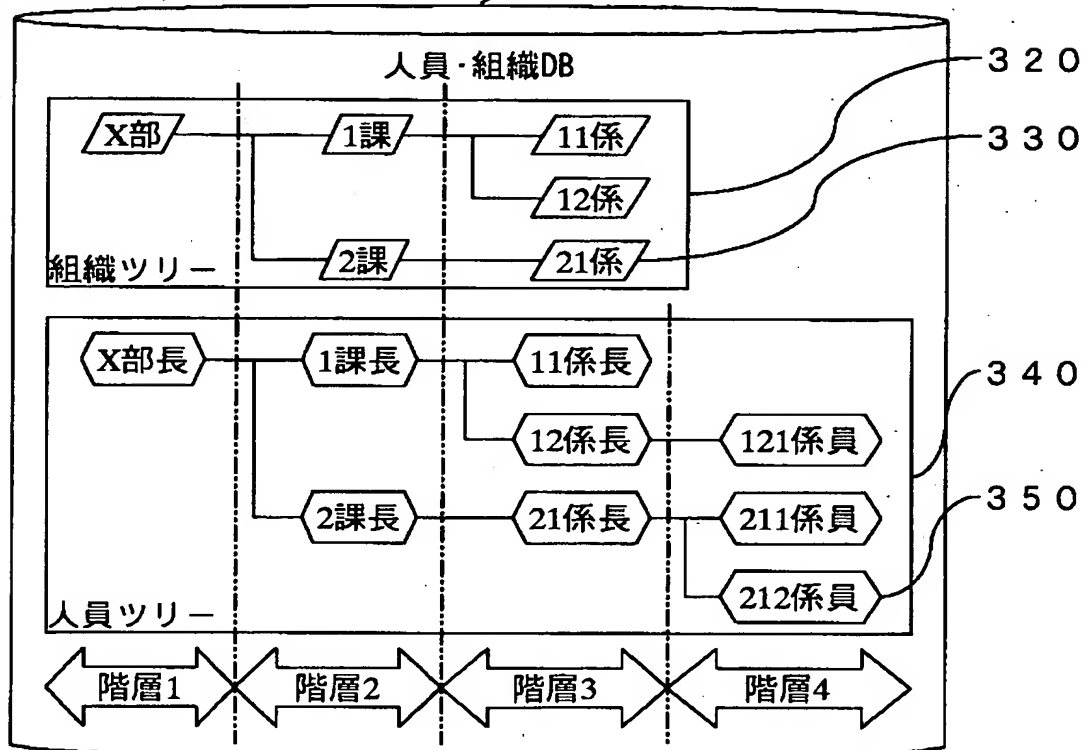 人員・組織DB
320
X部 1課 11係
330
12係
2課 21係
組織ツリー
X部長 1課長 11係長
340
12係長 121係員
2課長 21係長 211係員
350
212係員
人員ツリー
階層1 階層2 階層3 階層4